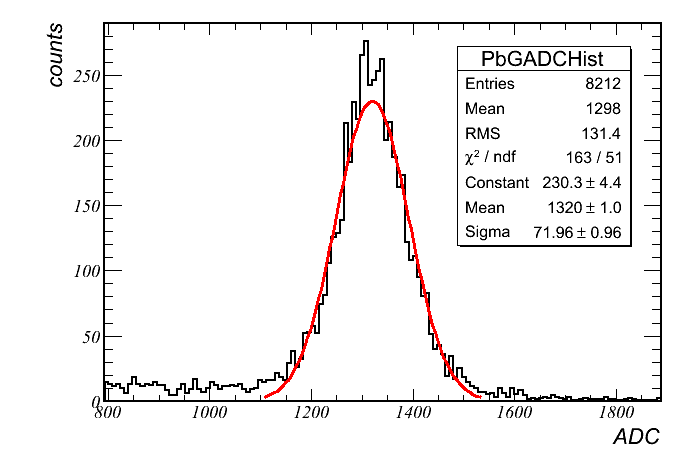 counts
250
200
150
100
50
0
800 1000 1200 1400 1600 1800
ADC
PbGADCHist
Entries 8212
Mean 1298
RMS 131.4
χ² / ndf 163 / 51
Constant 230.3 ± 4.4
Mean 1320 ± 1.0
Sigma 71.96 ± 0.96